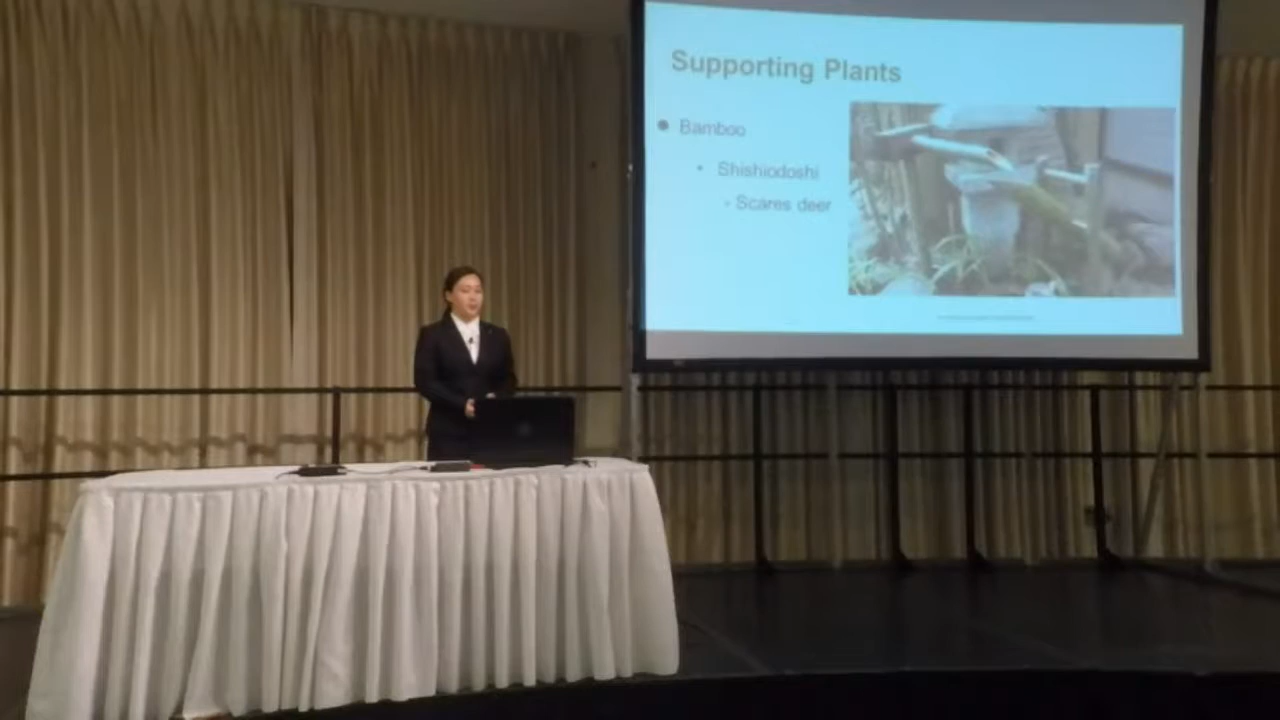 Supporting Plants
● Bamboo
• Shishiodoshi
- Scares deer